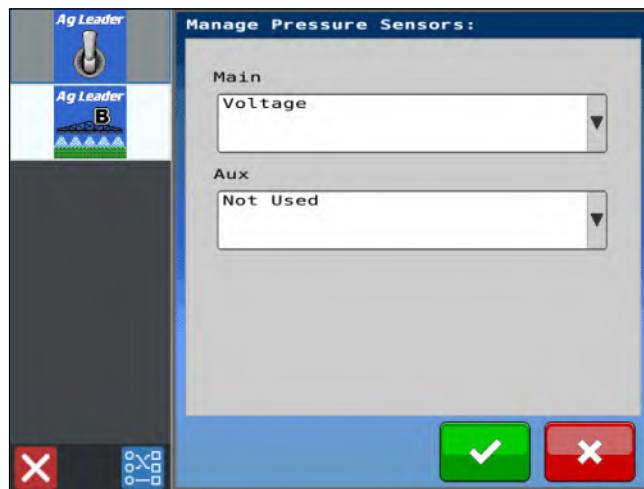 Ag Leader
Ag Leader
B
Manage Pressure Sensors:
Main
Voltage
Aux
Not Used